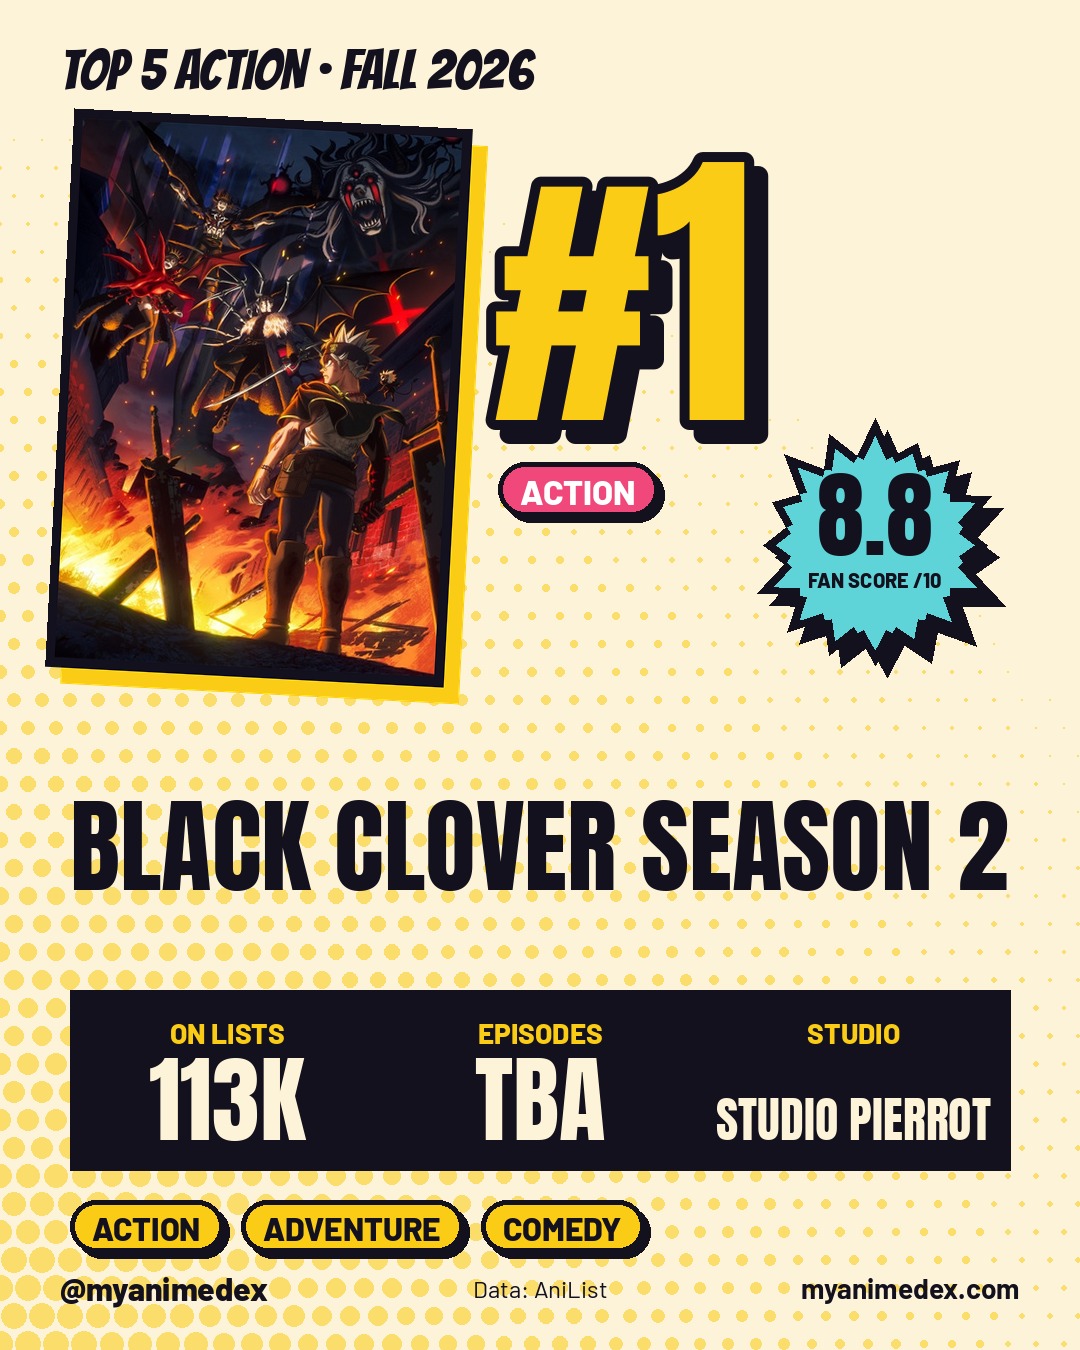 TOP 5 ACTION • FALL 2026
#1
ACTION
8.8
FAN SCORE /10
BLACK CLOVER SEASON 2
ON LISTS
113K
EPISODES
TBA
STUDIO
STUDIO PIERROT
ACTION
ADVENTURE
COMEDY
@myanimedex
Data: AniList
myanimedex.com